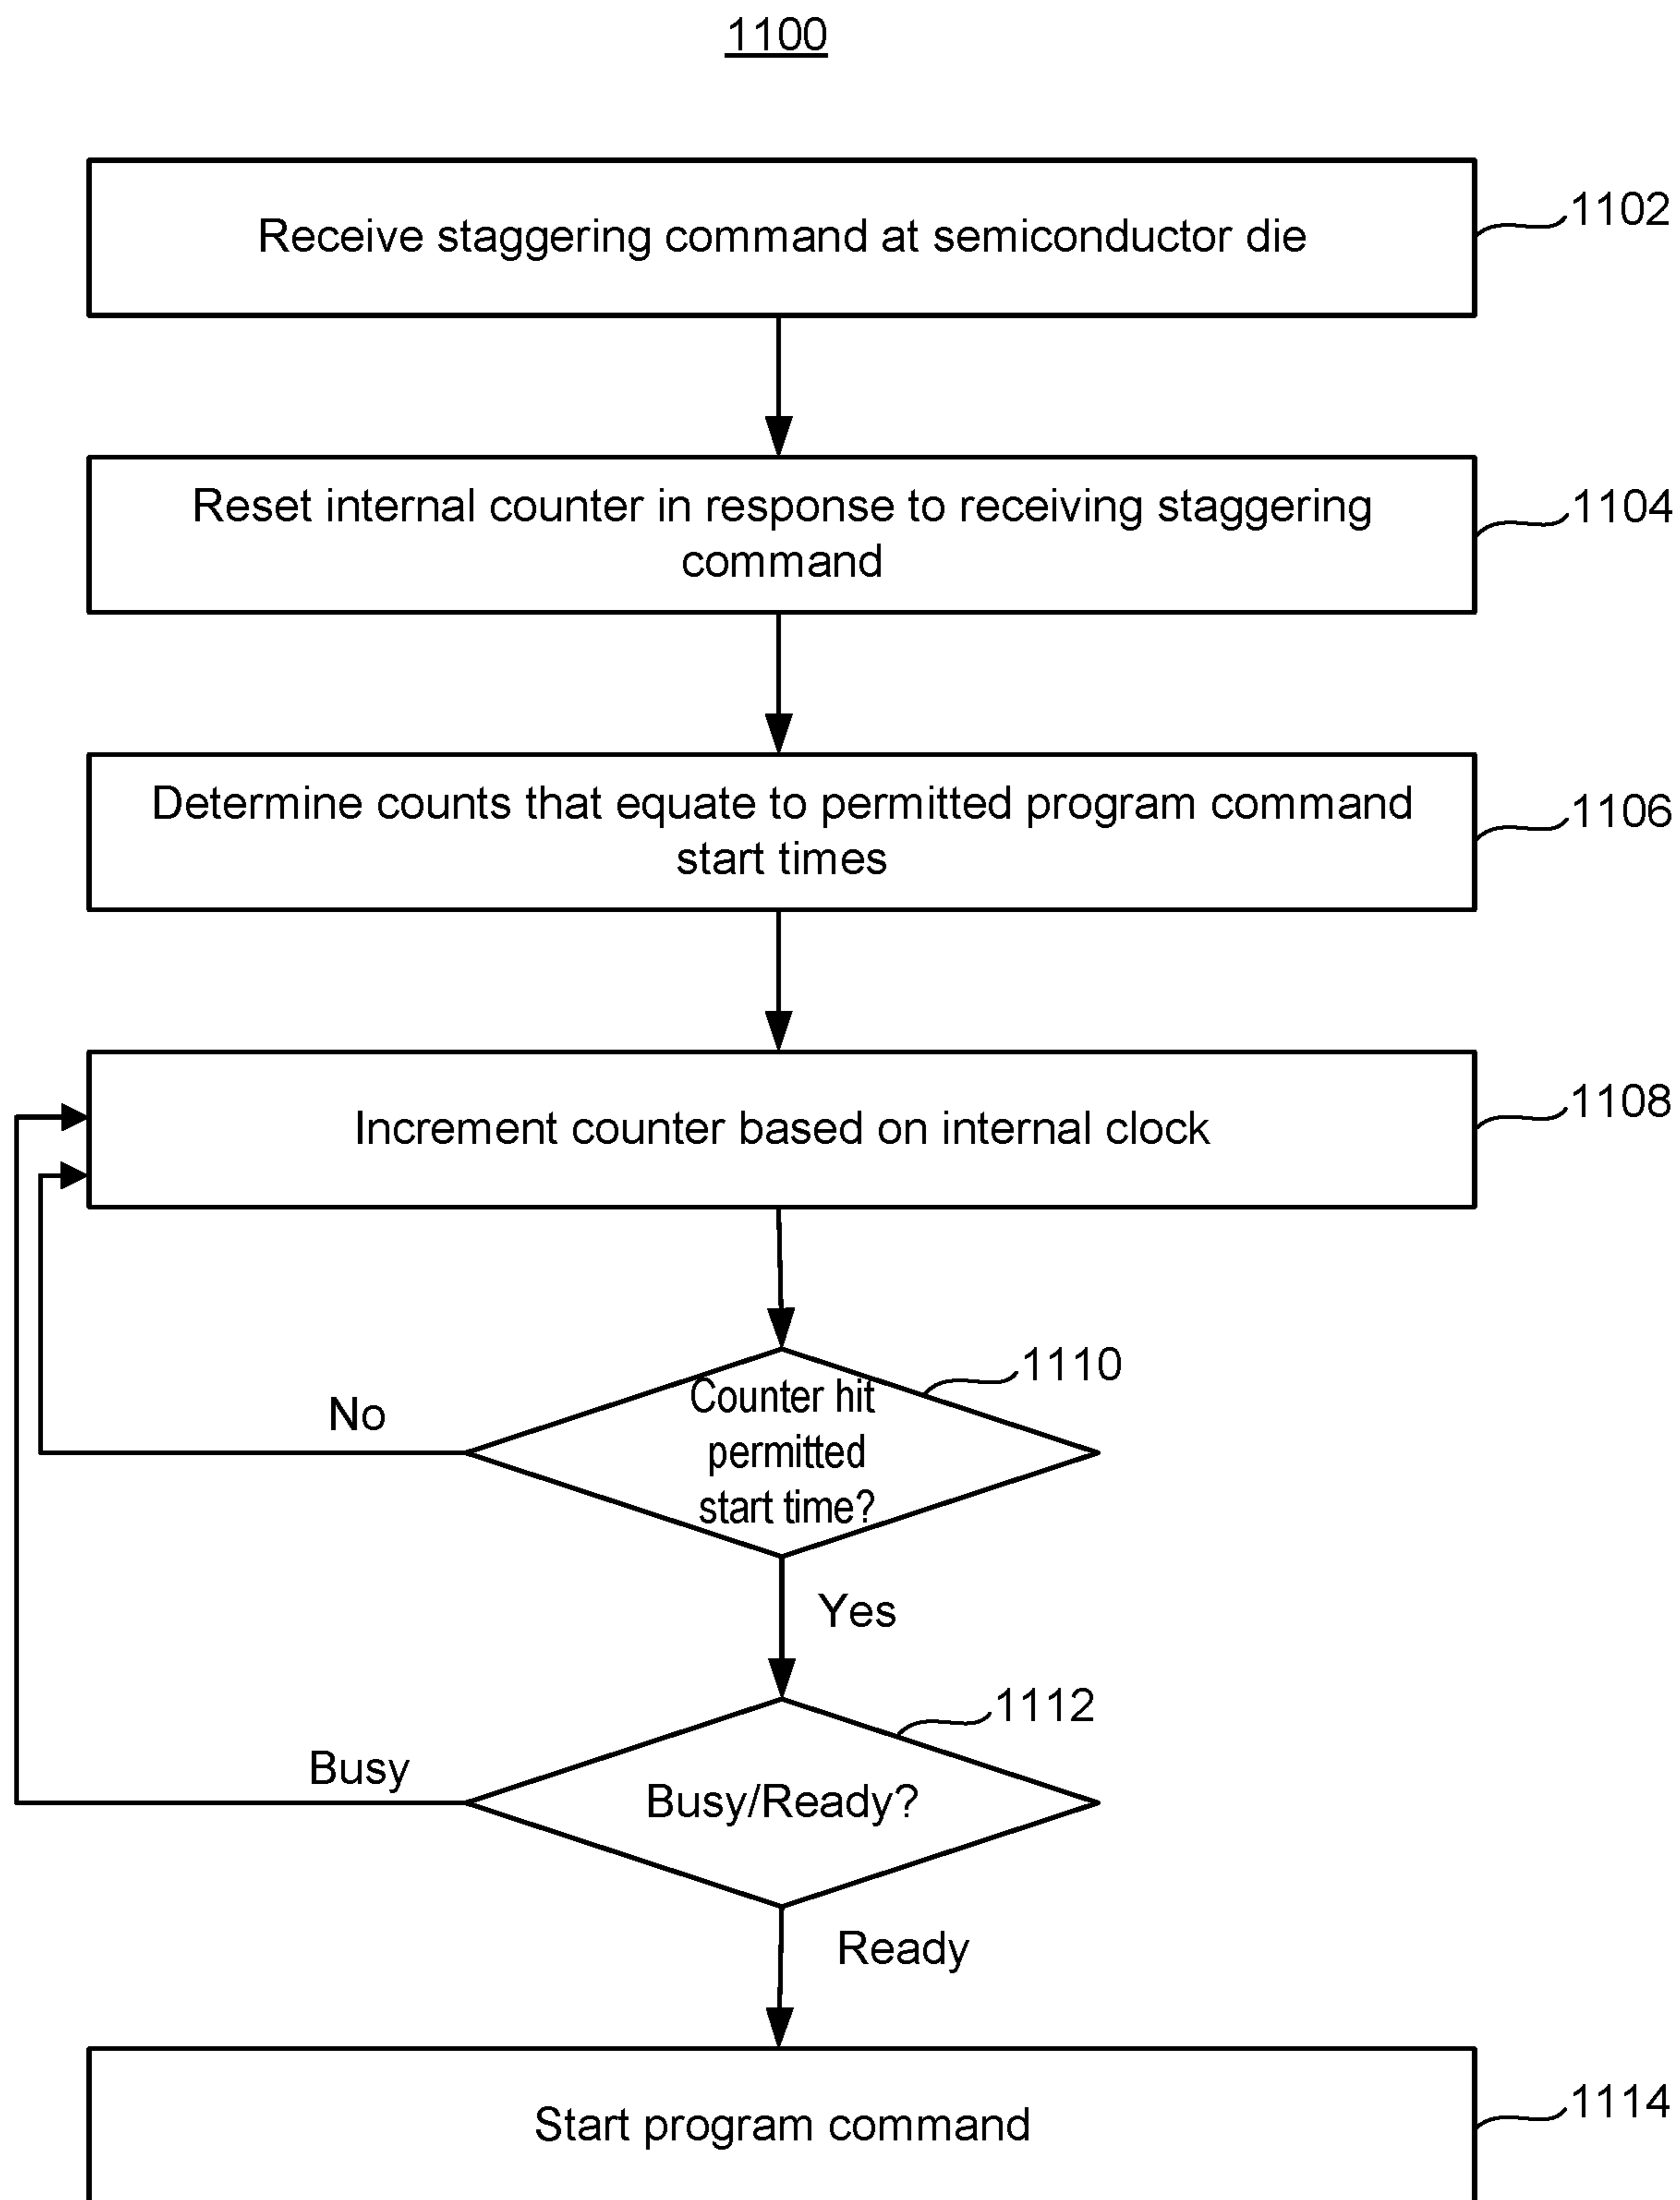 1100
Receive staggering command at semiconductor die
1102
Reset internal counter in response to receiving staggering
command
1104
Determine counts that equate to permitted program command
start times
1106
Increment counter based on internal clock
1108
1110
Counter hit
permitted
start time?
No
Yes
1112
Busy/Ready?
Busy
Ready
Start program command
1114